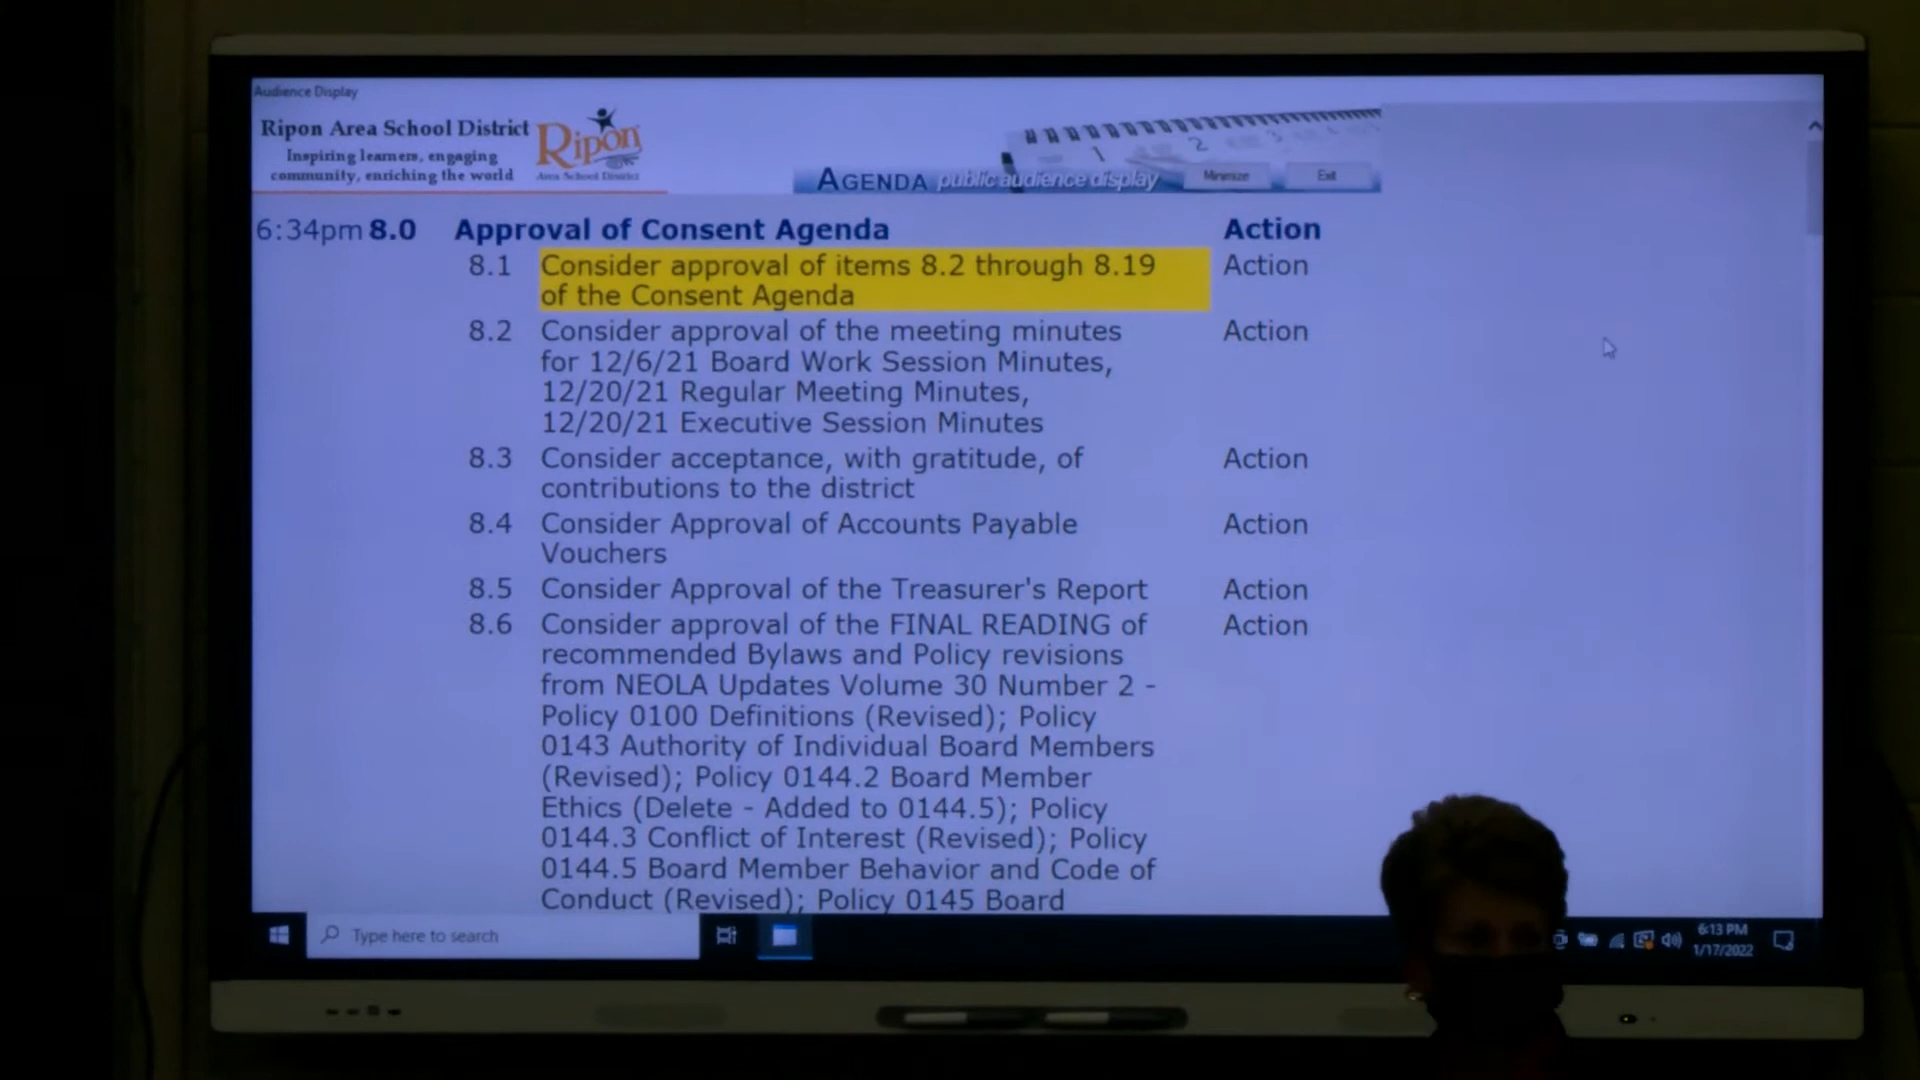 Audience Display
Ripon Area School District
Inspiring learners, engaging
community, enriching the world
Ripon
Area School District
1 2 3
AGENDA public audience display
Minimize Exit
6:34pm 8.0 Approval of Consent Agenda Action
8.1 Consider approval of items 8.2 through 8.19 Action
of the Consent Agenda
8.2 Consider approval of the meeting minutes Action
for 12/6/21 Board Work Session Minutes,
12/20/21 Regular Meeting Minutes,
12/20/21 Executive Session Minutes
8.3 Consider acceptance, with gratitude, of Action
contributions to the district
8.4 Consider Approval of Accounts Payable Action
Vouchers
8.5 Consider Approval of the Treasurer's Report Action
8.6 Consider approval of the FINAL READING of Action
recommended Bylaws and Policy revisions
from NEOLA Updates Volume 30 Number 2 -
Policy 0100 Definitions (Revised); Policy
0143 Authority of Individual Board Members
(Revised); Policy 0144.2 Board Member
Ethics (Delete - Added to 0144.5); Policy
0144.3 Conflict of Interest (Revised); Policy
0144.5 Board Member Behavior and Code of
Conduct (Revised); Policy 0145 Board
Type here to search
6:13 PM
1/17/2022